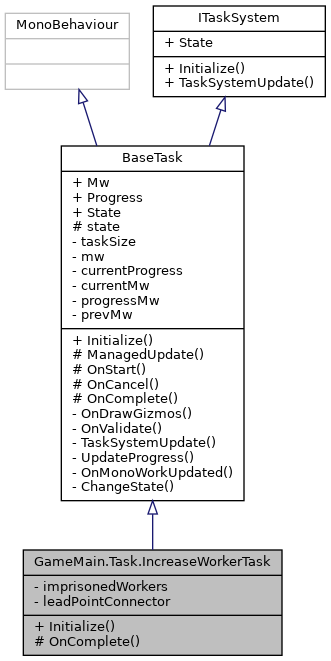 MonoBehaviour
ITaskSystem
+ State
+ Initialize()
+ TaskSystemUpdate()
BaseTask
+ Mw
+ Progress
+ State
# state
- taskSize
- mw
- currentProgress
- currentMw
- progressMw
- prevMw
+ Initialize()
# ManagedUpdate()
# OnStart()
# OnCancel()
# OnComplete()
- OnDrawGizmos()
- OnValidate()
- TaskSystemUpdate()
- UpdateProgress()
- OnMonoWorkUpdated()
- ChangeState()
GameMain.Task.IncreaseWorkerTask
- imprisonedWorkers
- leadPointConnector
+ Initialize()
# OnComplete()